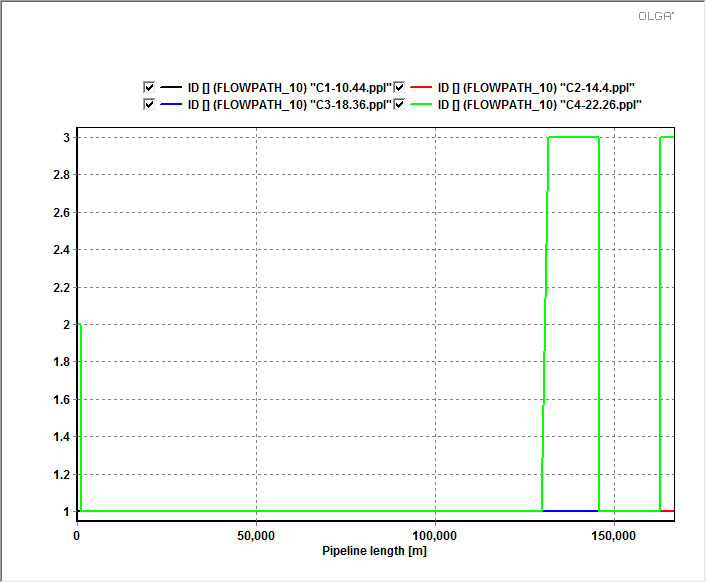 OLGA
ID [] (FLOWPATH_10) "C1-10.44.ppl" ID [] (FLOWPATH_10) "C2-14.4.ppl"
ID [] (FLOWPATH_10) "C3-18.36.ppl" ID [] (FLOWPATH_10) "C4-22.26.ppl"
3
2.8
2.6
2.4
2.2
2
1.8
1.6
1.4
1.2
1
0 50,000 100,000 150,000
Pipeline length [m]